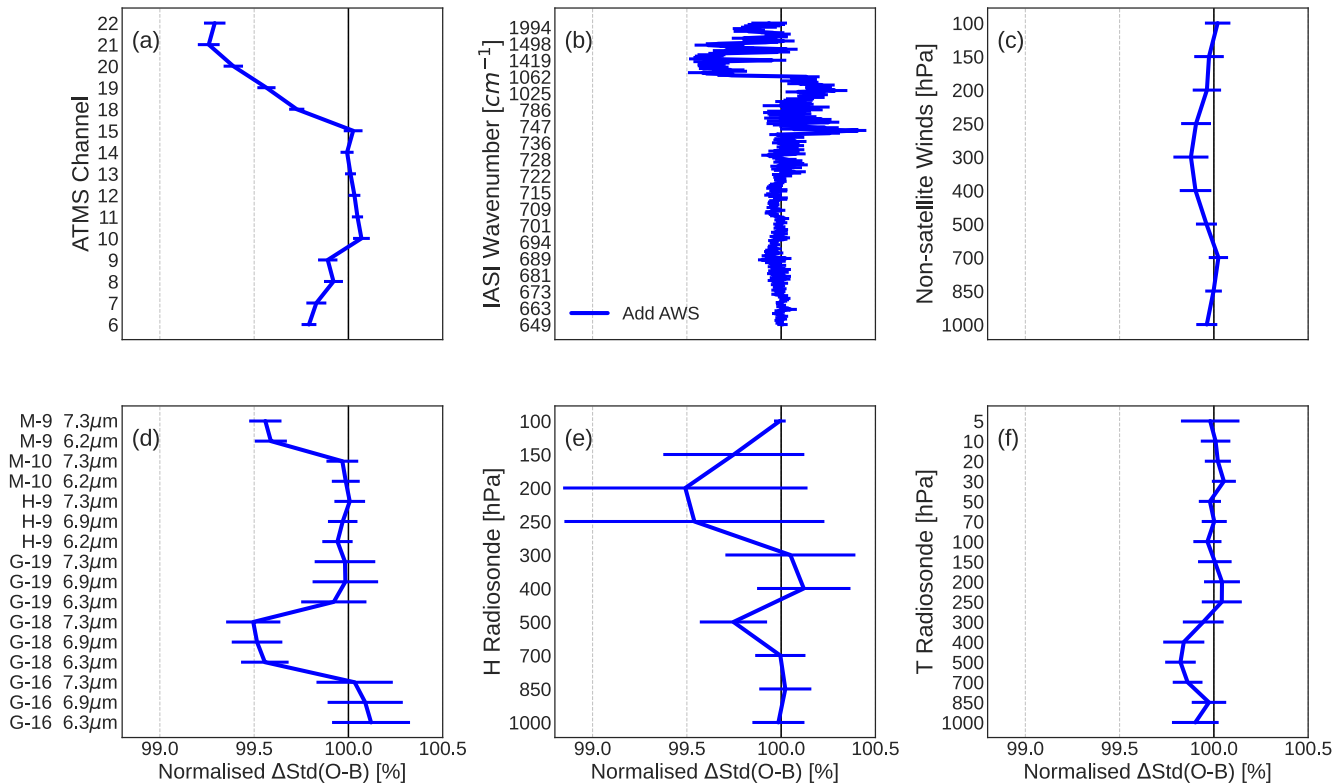 (a)
ATMS Channel
22
21
20
19
18
15
14
13
12
11
10
9
8
7
6
(b)
IASI Wavenumber [cm⁻¹]
1994
1498
1419
1062
1025
786
747
736
728
722
715
709
701
694
689
681
673
663
649
Add AWS
(c)
Non-satellite Winds [hPa]
100
150
200
250
300
400
500
700
850
1000
(d)
M-9 7.3μm
M-9 6.2μm
M-10 7.3μm
M-10 6.2μm
H-9 7.3μm
H-9 6.9μm
H-9 6.2μm
G-19 7.3μm
G-19 6.9μm
G-19 6.3μm
G-18 7.3μm
G-18 6.9μm
G-18 6.3μm
G-16 7.3μm
G-16 6.9μm
G-16 6.3μm
99.0 99.5 100.0 100.5
Normalised ΔStd(O-B) [%]
(e)
H Radiosonde [hPa]
100
150
200
250
300
400
500
700
850
1000
99.0 99.5 100.0 100.5
Normalised ΔStd(O-B) [%]
(f)
T Radiosonde [hPa]
5
10
20
30
50
70
100
150
200
250
300
400
500
700
850
1000
99.0 99.5 100.0 100.5
Normalised ΔStd(O-B) [%]